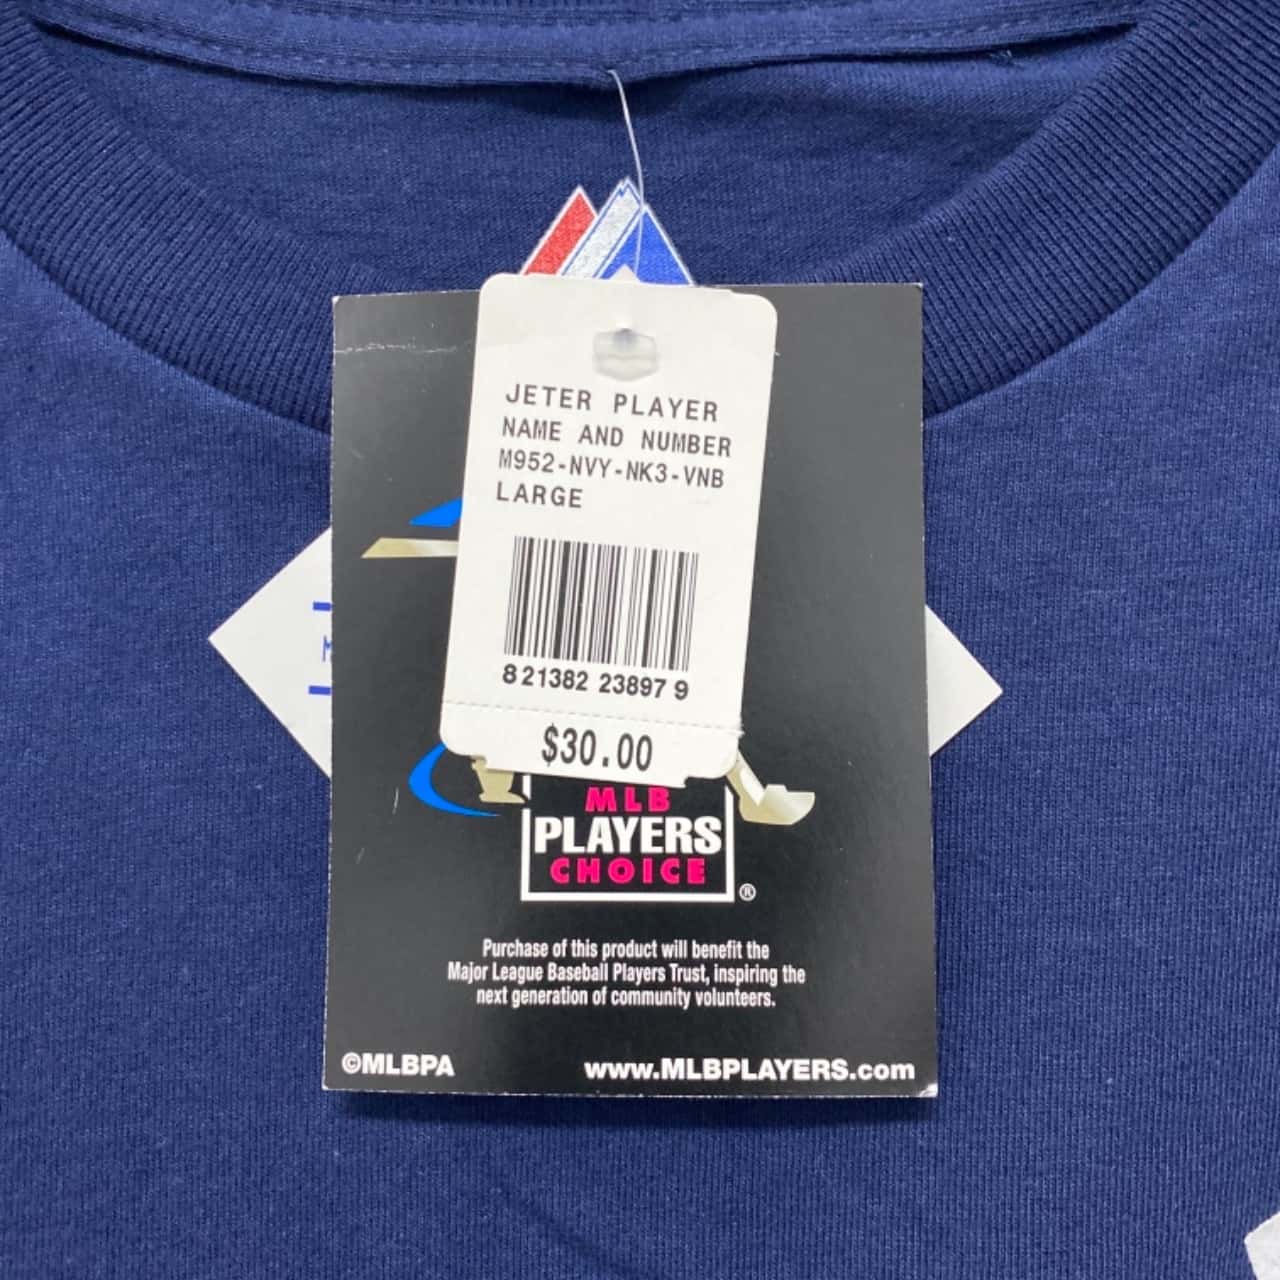 JETER PLAYER
NAME AND NUMBER
M952-NVY-NK3-VNB
LARGE
8 21382 23897 9
$30.00
MLB
PLAYERS
CHOICE ®
Purchase of this product will benefit the
Major League Baseball Players Trust, inspiring the
next generation of community volunteers.
©MLBPA
www.MLBPLAYERS.com